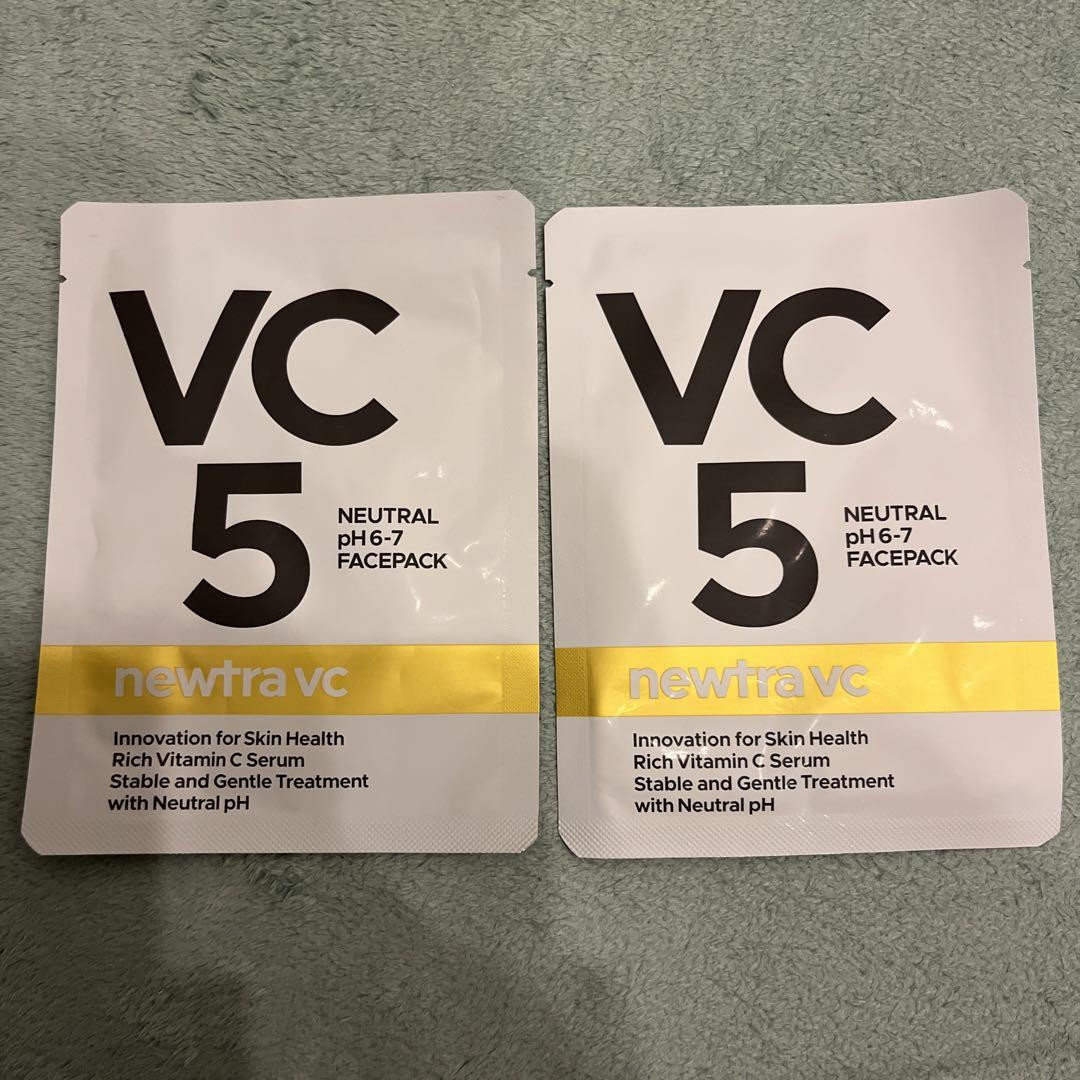 VC
5
NEUTRAL
pH 6-7
FACEPACK
newtra vc
Innovation for Skin Health
Rich Vitamin C Serum
Stable and Gentle Treatment
with Neutral pH
VC
5
NEUTRAL
pH 6-7
FACEPACK
newtra vc
Innovation for Skin Health
Rich Vitamin C Serum
Stable and Gentle Treatment
with Neutral pH